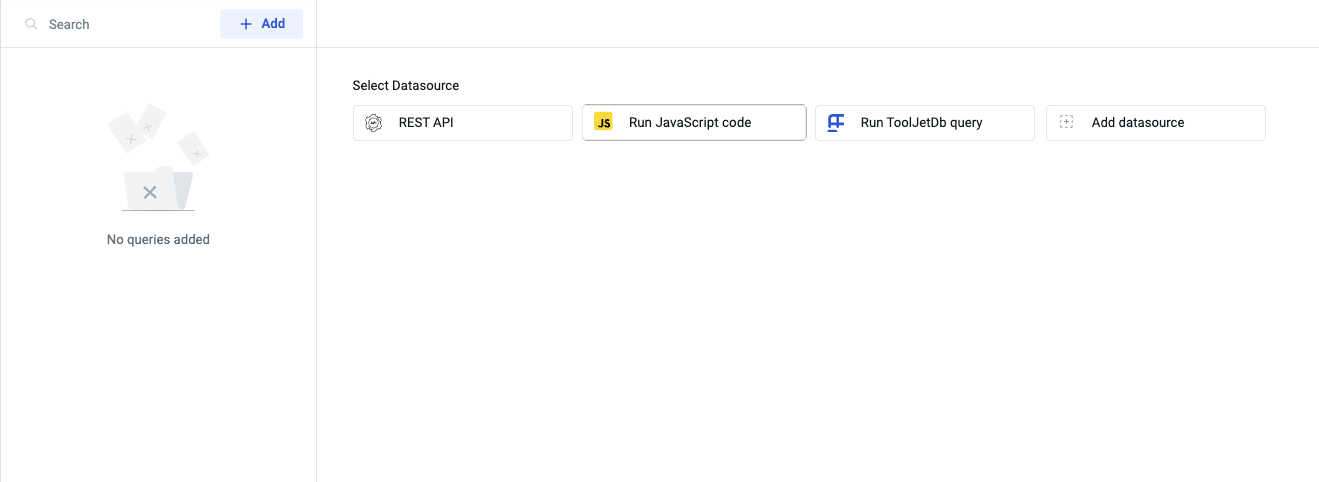 Search
Add
Select Datasource
REST API
JS Run JavaScript code
Run ToolJetDb query
Add datasource
No queries added